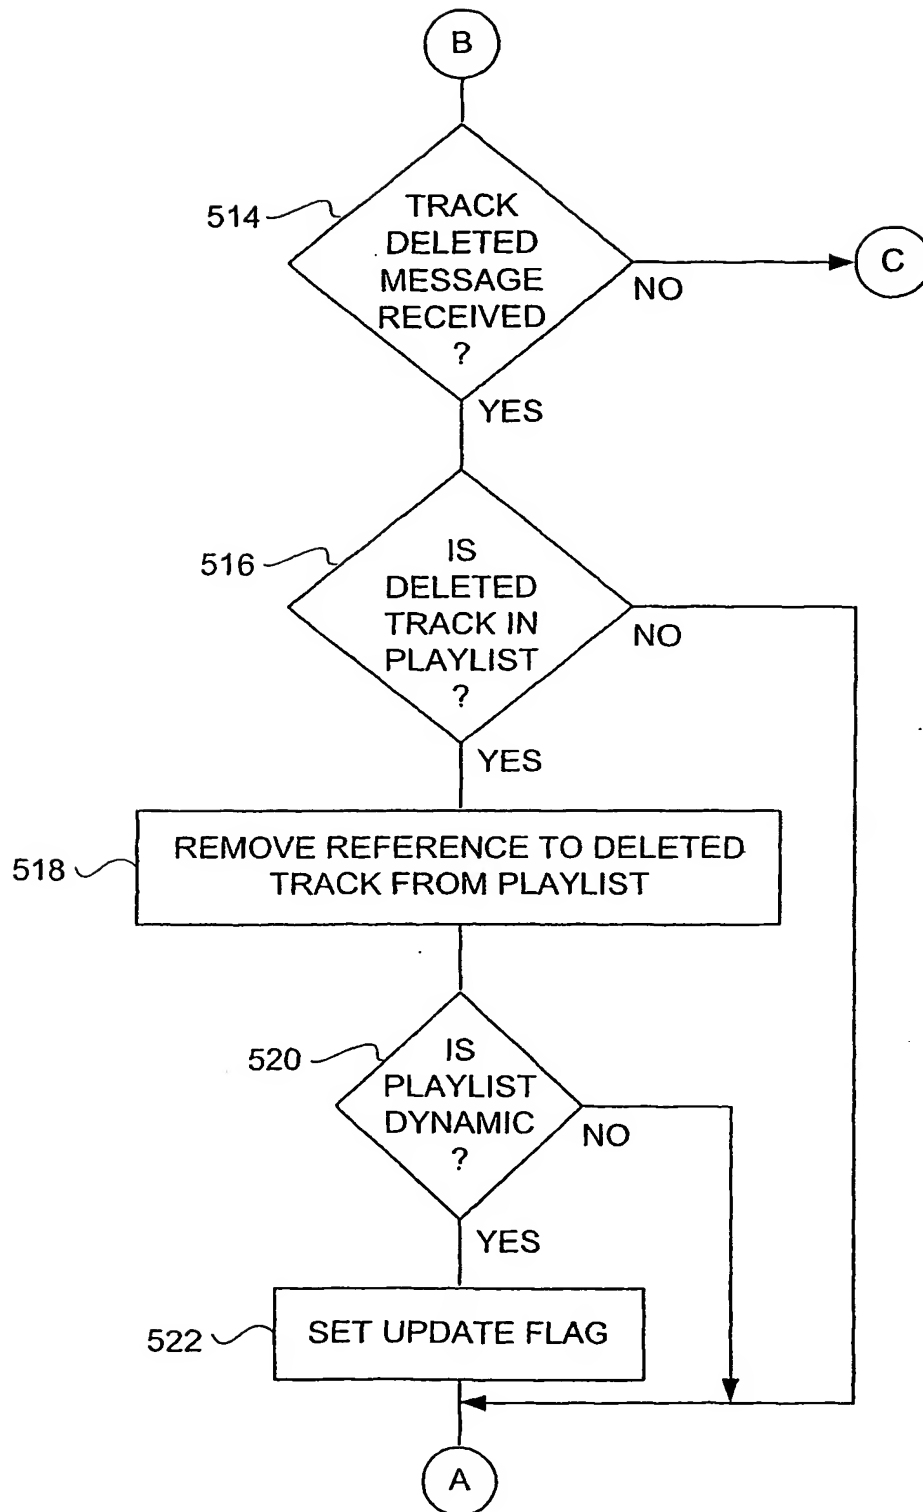 B
514
TRACK
DELETED
MESSAGE
RECEIVED
?
NO
C
YES
516
IS
DELETED
TRACK IN
PLAYLIST
?
NO
YES
518
REMOVE REFERENCE TO DELETED
TRACK FROM PLAYLIST
520
IS
PLAYLIST
DYNAMIC
?
NO
YES
522
SET UPDATE FLAG
A